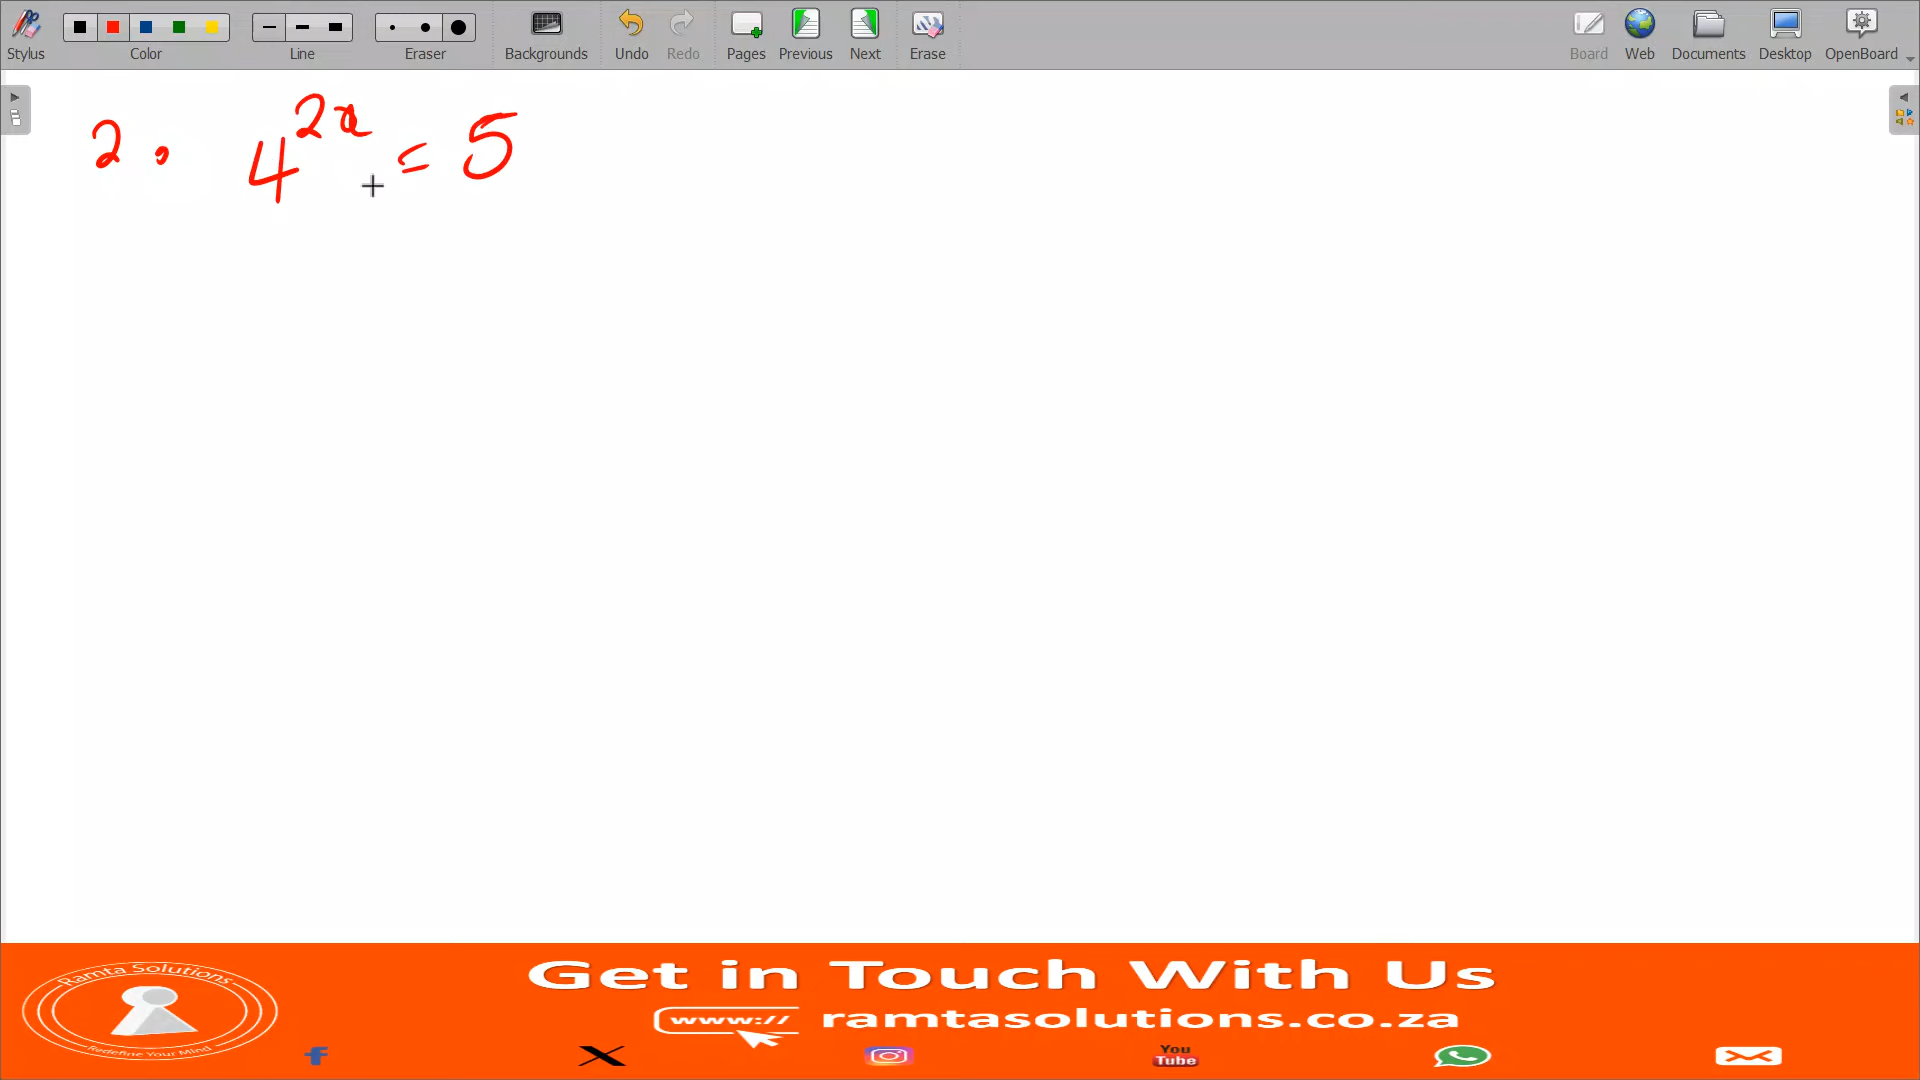 Stylus Color Line Eraser Backgrounds Undo Redo Pages Previous Next Erase Board Web Documents Desktop OpenBoard
2. 4^{2x} = 5
Ramta Solutions
Redefine Your Mind
Get in Touch With Us
www:// ramtasolutions.co.za
You
Tube